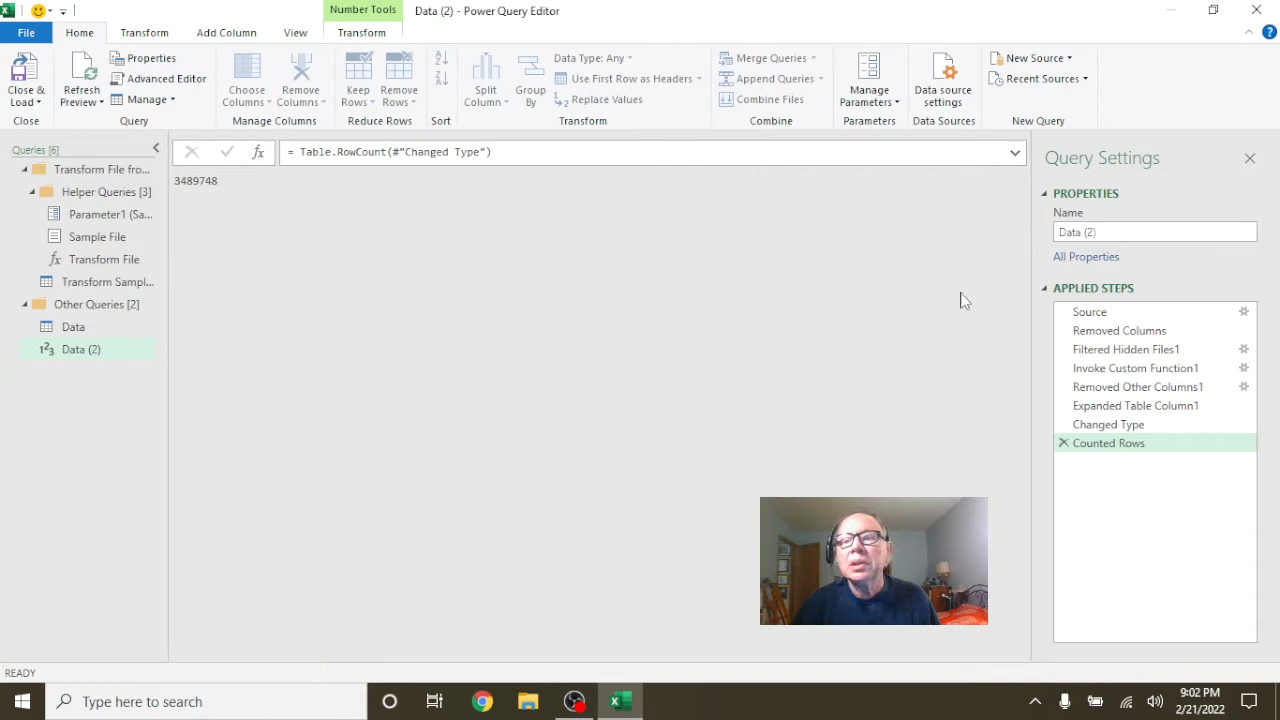 Number Tools
Data (2) - Power Query Editor
File
Home
Transform
Add Column
View
Transform
Close &
Load
Close
Refresh
Preview
Properties
Advanced Editor
Manage
Query
Choose
Columns
Remove
Columns
Manage Columns
Keep
Rows
Remove
Rows
Reduce Rows
Sort
Split
Column
Group
By
Data Type: Any
Use First Row as Headers
Replace Values
Transform
Merge Queries
Append Queries
Combine Files
Combine
Manage
Parameters
Parameters
Data source
settings
Data Sources
New Source
Recent Sources
New Query
Queries [6]
Transform File fro...
Helper Queries [3]
Parameter1 (Sa...
Sample File
fx Transform File
Transform Sampl...
Other Queries [2]
Data
123 Data (2)
fx
= Table.RowCount(#"Changed Type")
3489748
Query Settings
PROPERTIES
Name
Data (2)
All Properties
APPLIED STEPS
Source
Removed Columns
Filtered Hidden Files1
Invoke Custom Function1
Removed Other Columns1
Expanded Table Column1
Changed Type
Counted Rows
READY
Type here to search
9:02 PM
2/21/2022